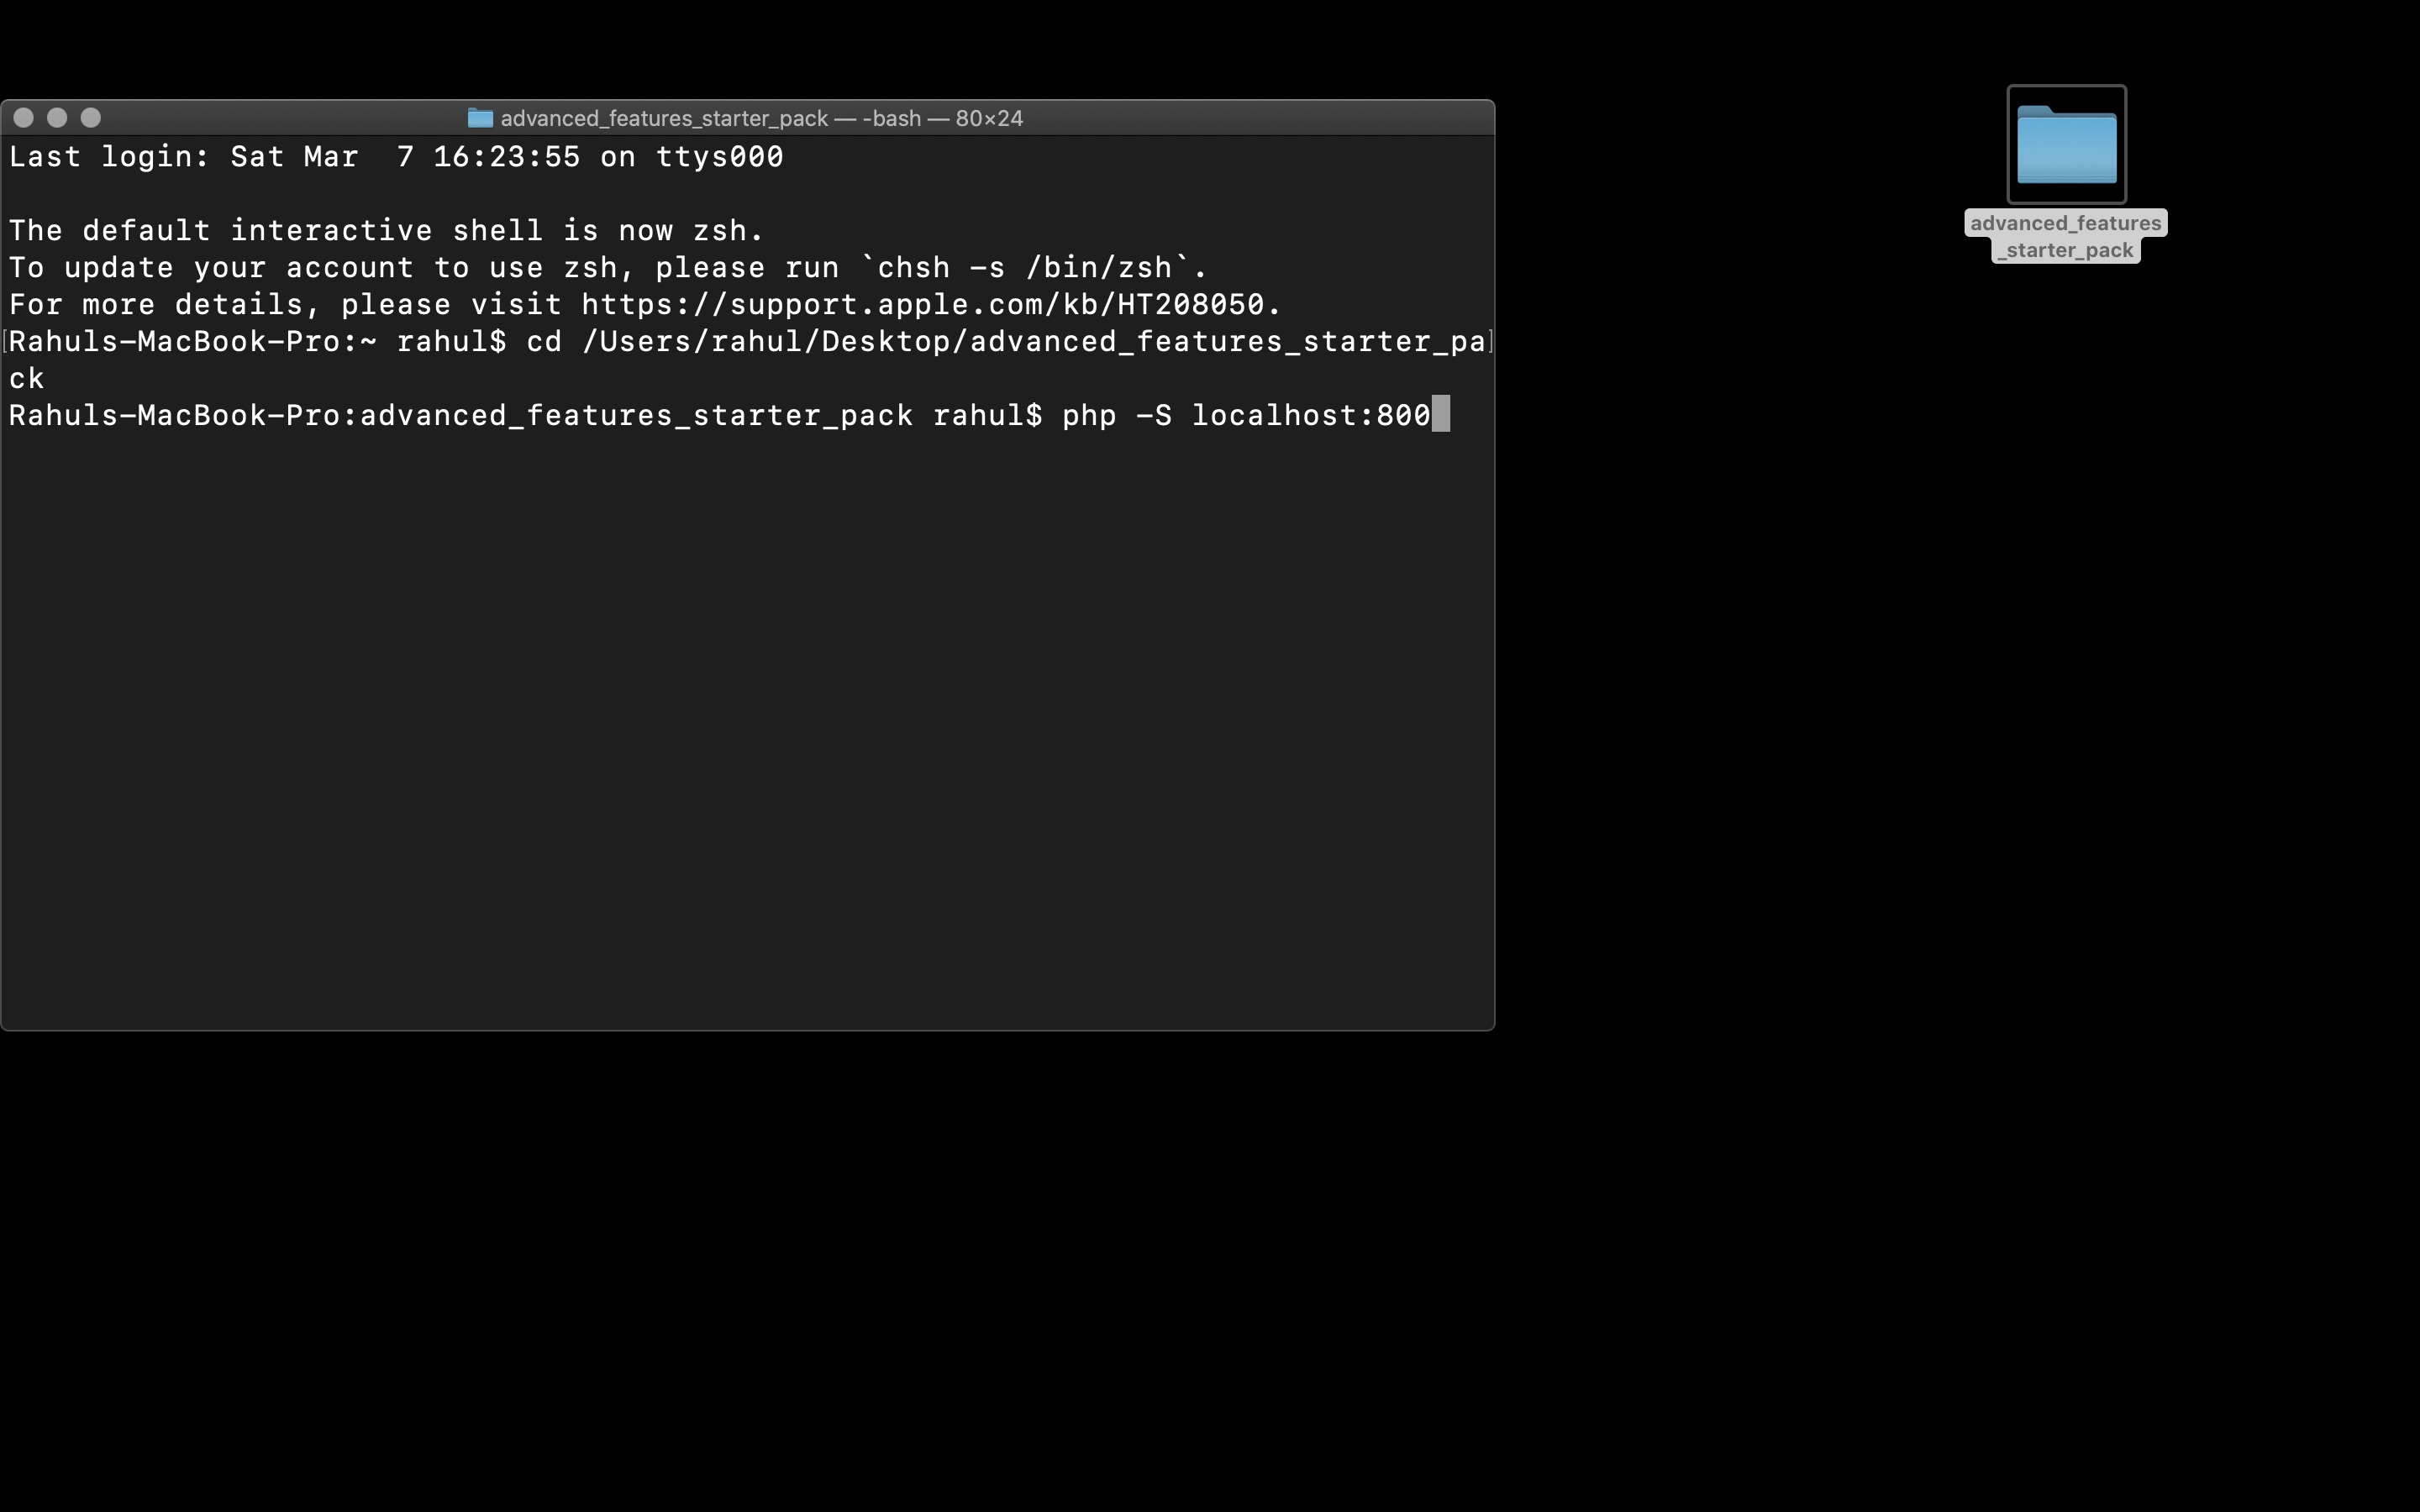 advanced_features_starter_pack — -bash — 80×24
Last login: Sat Mar  7 16:23:55 on ttys000
The default interactive shell is now zsh.
To update your account to use zsh, please run `chsh -s /bin/zsh`.
For more details, please visit https://support.apple.com/kb/HT208050.
[Rahuls-MacBook-Pro:~ rahul$ cd /Users/rahul/Desktop/advanced_features_starter_pa]
ck
Rahuls-MacBook-Pro:advanced_features_starter_pack rahul$ php -S localhost:800
advanced_features
_starter_pack